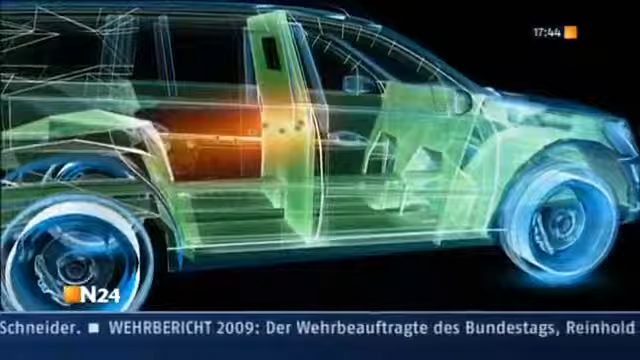 17:44
N24
Schneider. ■ WEHRBERICHT 2009: Der Wehrbeauftragte des Bundestags, Reinhold